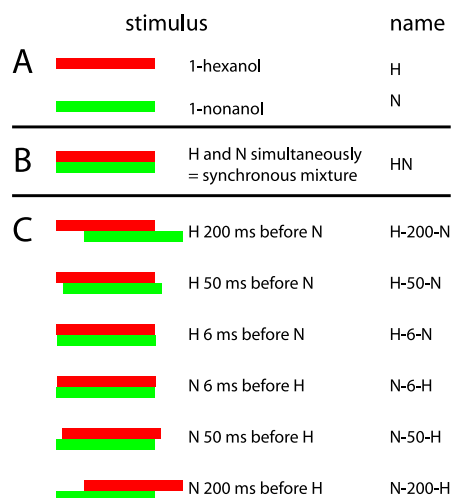 stimulus name
A
1-hexanol H
1-nonanol N
B
H and N simultaneously
= synchronous mixture HN
C
H 200 ms before N H-200-N
H 50 ms before N H-50-N
H 6 ms before N H-6-N
N 6 ms before H N-6-H
N 50 ms before H N-50-H
N 200 ms before H N-200-H